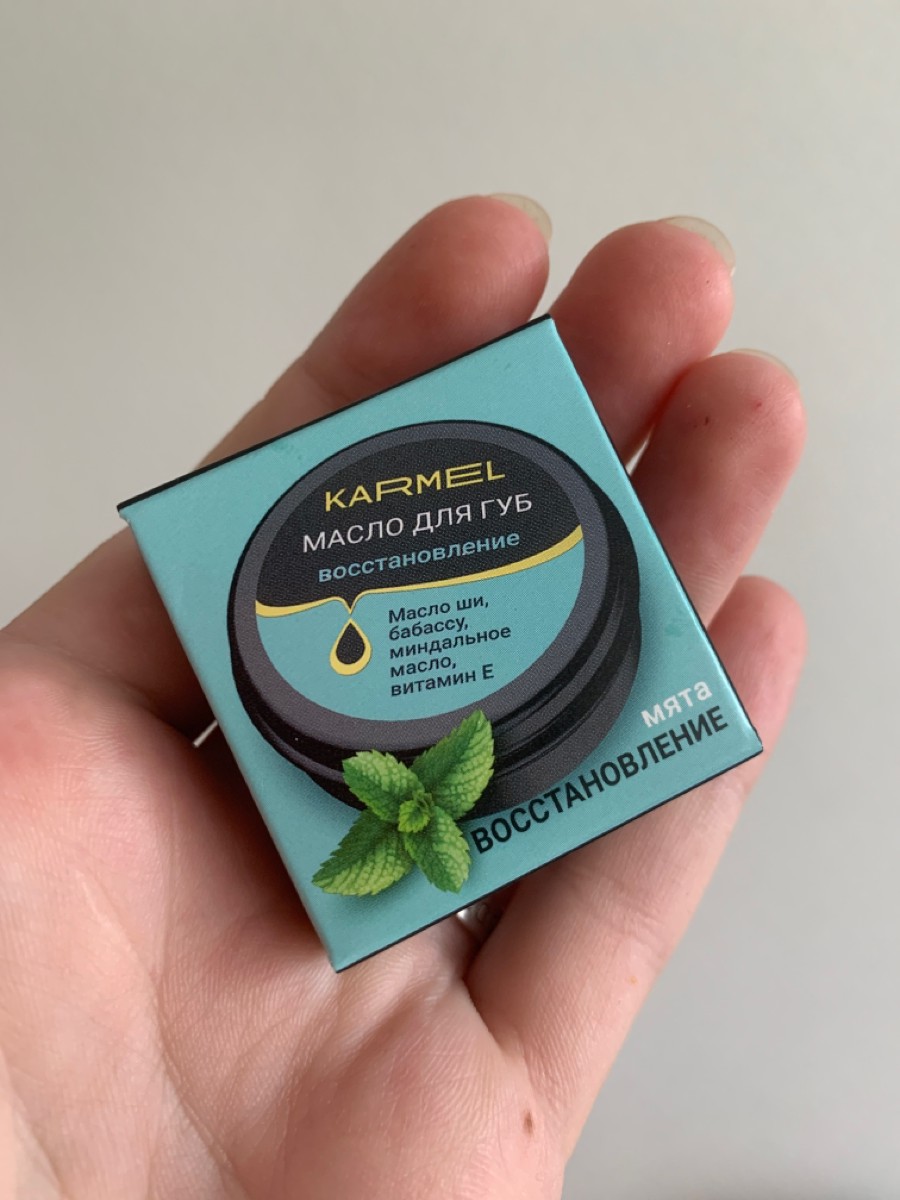 KARMEL
МАСЛО ДЛЯ ГУБ
восстановление
Масло ши,
бабассу,
миндальное
масло,
витамин Е
мята
ВОССТАНОВЛЕНИЕ